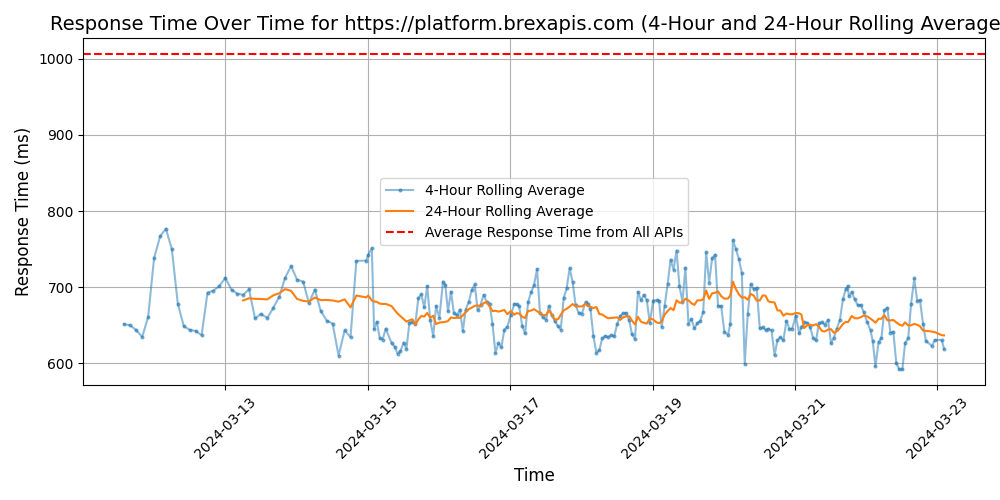 Response Time Over Time for https://platform.brexapis.com (4-Hour and 24-Hour Rolling Average
1000
900
800
700
600
Response Time (ms)
4-Hour Rolling Average
24-Hour Rolling Average
Average Response Time from All APIs
2024-03-13
2024-03-15
2024-03-17
2024-03-19
2024-03-21
2024-03-23
Time